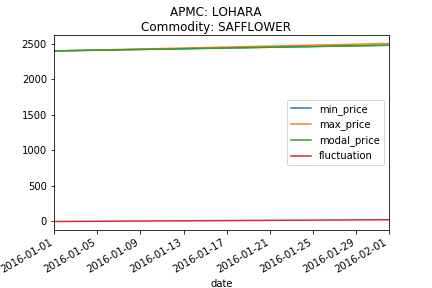 APMC: LOHARA
Commodity: SAFFLOWER
2500
2000
1500
1000
500
0
min_price
max_price
modal_price
fluctuation
2016-01-01
2016-01-05
2016-01-09
2016-01-13
2016-01-17
2016-01-21
2016-01-25
2016-01-29
2016-02-01
date